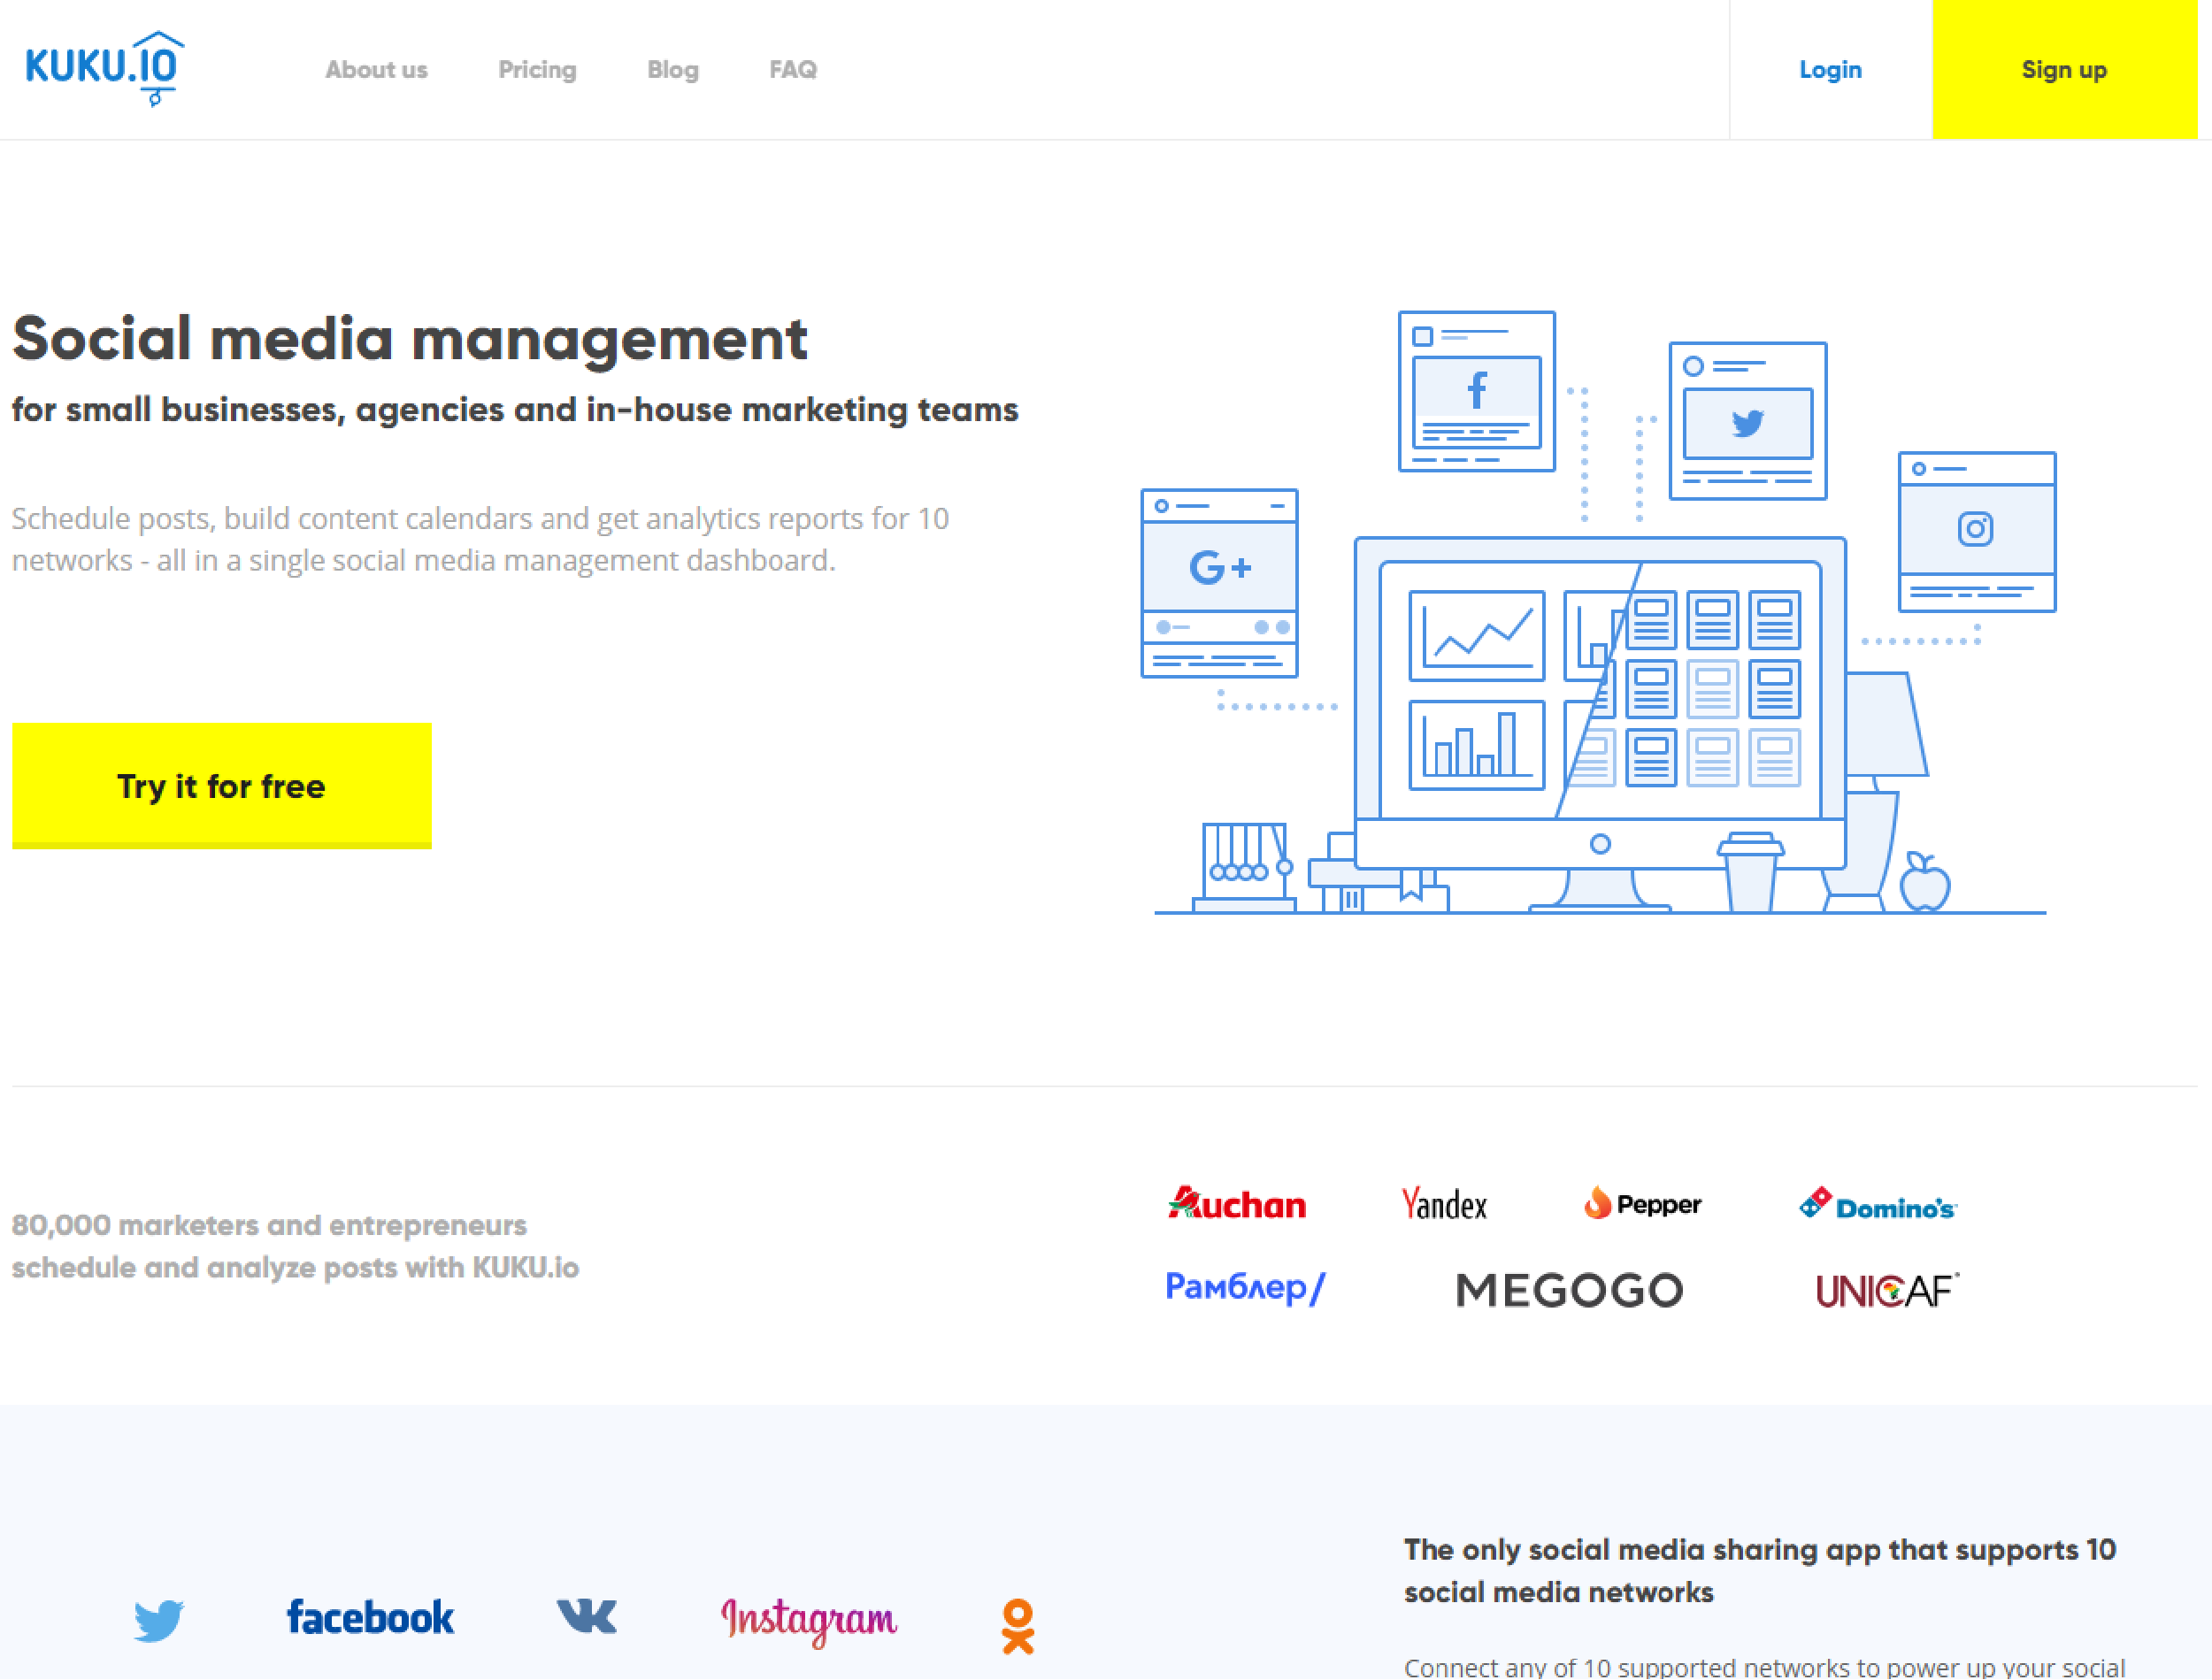 KUKU.IO
About us
Pricing
Blog
FAQ
Login
Sign up
Social media management
for small businesses, agencies and in-house marketing teams
Schedule posts, build content calendars and get analytics reports for 10
networks - all in a single social media management dashboard.
Try it for free
f
G+
80,000 marketers and entrepreneurs
schedule and analyze posts with KUKU.io
Auchan
Yandex
Pepper
Domino's
Рамблер/
MEGOGO
UNICAF
The only social media sharing app that supports 10
social media networks
facebook
Instagram
Connect any of 10 supported networks to power up your social